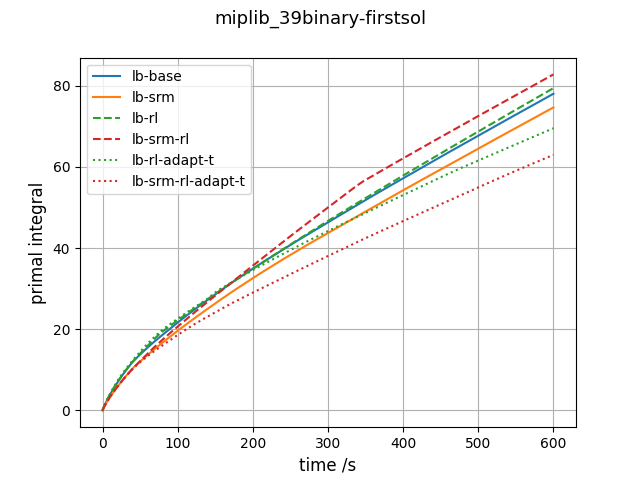 miplib_39binary-firstsol
lb-base
lb-srm
lb-rl
lb-srm-rl
lb-rl-adapt-t
lb-srm-rl-adapt-t
primal integral
80
60
40
20
0
0 100 200 300 400 500 600
time /s